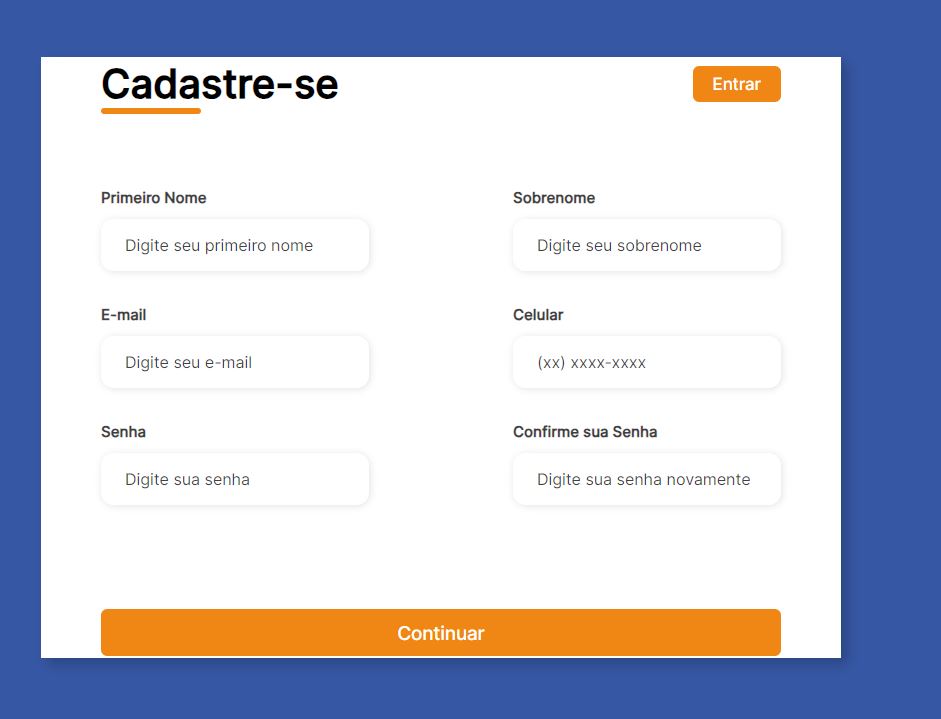 Cadastre-se
Entrar
Primeiro Nome
Sobrenome
Digite seu primeiro nome
Digite seu sobrenome
E-mail
Celular
Digite seu e-mail
(xx) xxxx-xxxx
Senha
Confirme sua Senha
Digite sua senha
Digite sua senha novamente
Continuar